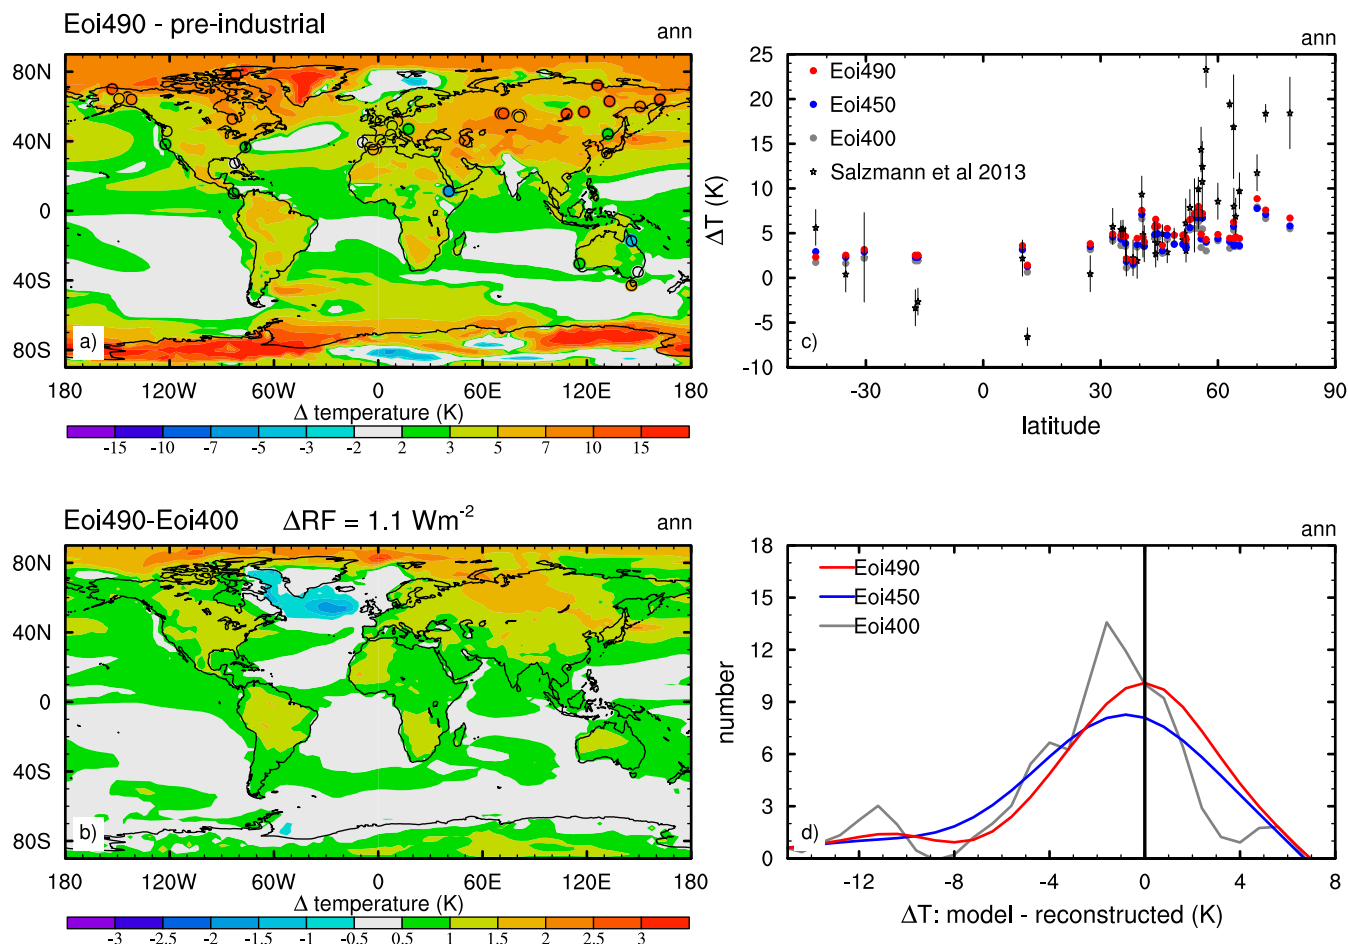 Eoi490 - pre-industrial
ann
80N
40N
0
40S
80S
a)
180 120W 60W 0 60E 120E 180
Δ temperature (K)
-15 -10 -7 -5 -3 -2 2 3 5 7 10 15
ann
25
20
15
10
5
0
-5
-10
ΔT (K)
Eoi490
Eoi450
Eoi400
Salzmann et al 2013
c)
-30 0 30 60 90
latitude
Eoi490-Eoi400 ΔRF = 1.1 Wm-2
ann
80N
40N
0
40S
80S
b)
180 120W 60W 0 60E 120E 180
Δ temperature (K)
-3 -2.5 -2 -1.5 -1 -0.5 0.5 1 1.5 2 2.5 3
ann
18
15
12
9
6
3
0
number
Eoi490
Eoi450
Eoi400
d)
-12 -8 -4 0 4 8
ΔT: model - reconstructed (K)